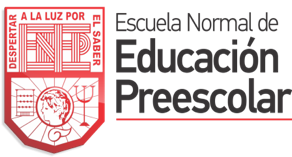 DESPERTAR A LA LUZ POR EL SABER
ENEP
Escuela Normal de
Educación
Preescolar